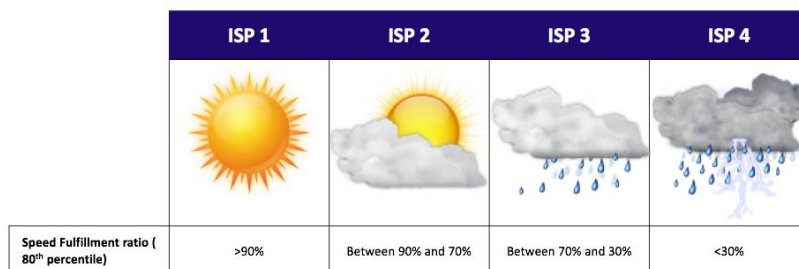 ISP 1 ISP 2 ISP 3 ISP 4
Speed Fulfillment ratio ( >90% Between 90% and 70% Between 70% and 30% <30%
80th percentile)